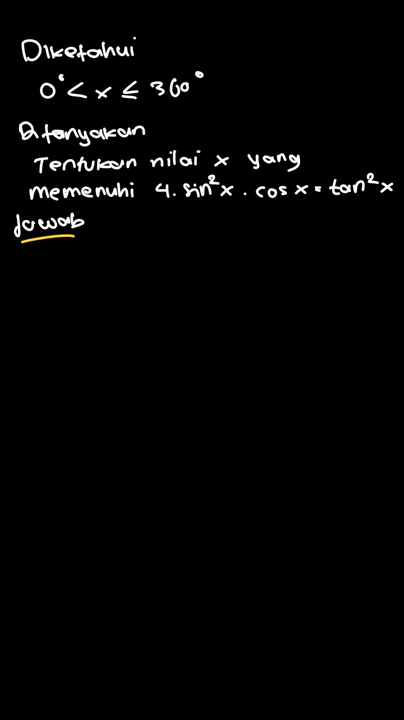 Diketahui
0° < x ≤ 360°
Ditanyakan
Tentukan nilai x yang
memenuhi 4. sin²x . cos x = tan²x
Jawab